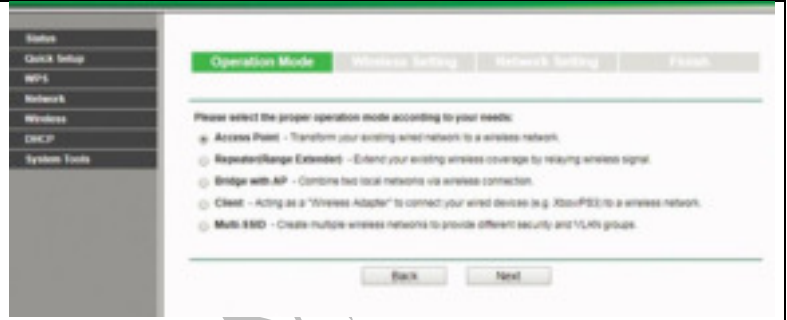 Status
Quick Setup
WPS
Network
Wireless
DHCP
System Tools
Operation Mode
Wireless Setting
Network Setting
Finish
Please select the proper operation mode according to your needs:
Access Point - Transform your existing wired network to a wireless network.
Repeater(Range Extender) - Extend your existing wireless coverage by relaying wireless signal.
Bridge with AP - Combine two local networks via wireless connection.
Client - Acting as a "Wireless Adapter" to connect your wired devices (e.g. Xbox/PS3) to a wireless network.
Multi-SSID - Create multiple wireless networks to provide different security and VLAN groups.
Back
Next